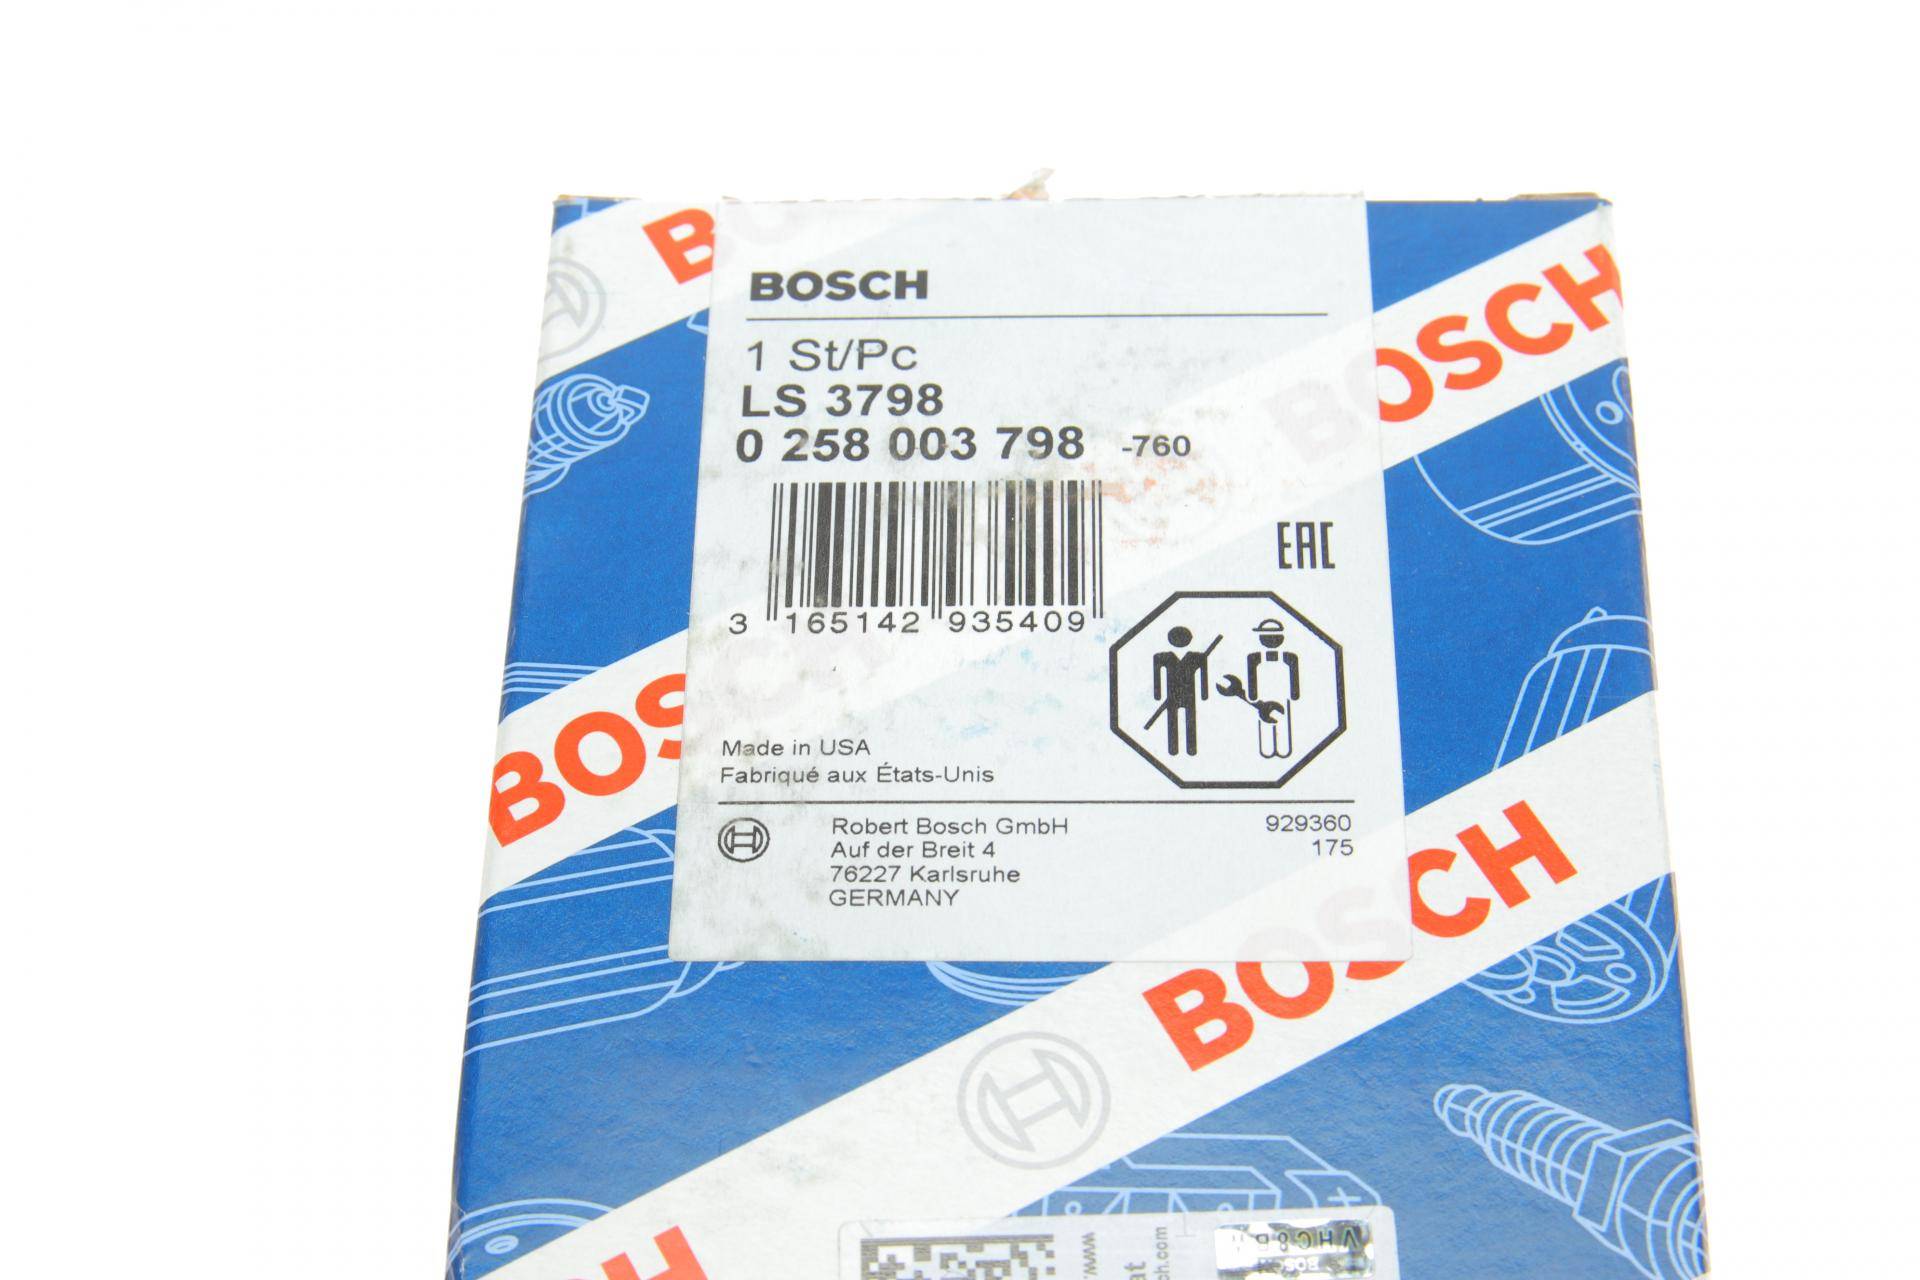 BOSCH
BOSCH
BOSCH
1 St/Pc
LS 3798
0 258 003 798 -760
EAC
3 165142 935409
BOSCH
Made in USA
Fabriqué aux États-Unis
Robert Bosch GmbH
929360
Auf der Breit 4
175
76227 Karlsruhe
GERMANY
BOSCH